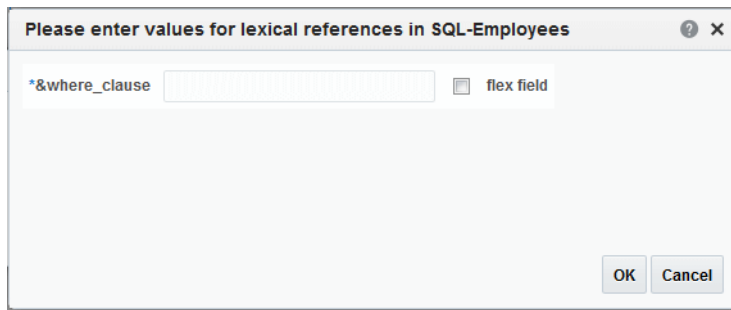 Please enter values for lexical references in SQL-Employees
*&where_clause flex field
OK Cancel